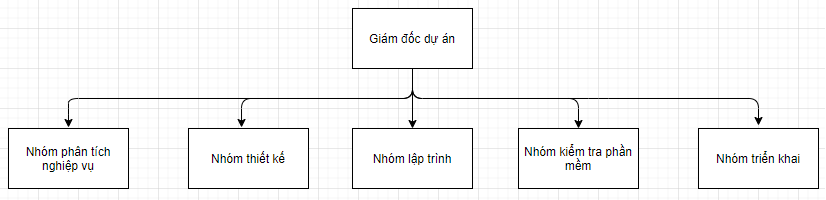 Giám đốc dự án
Nhóm phân tích
nghiệp vụ
Nhóm thiết kế
Nhóm lập trình
Nhóm kiểm tra phần
mềm
Nhóm triển khai